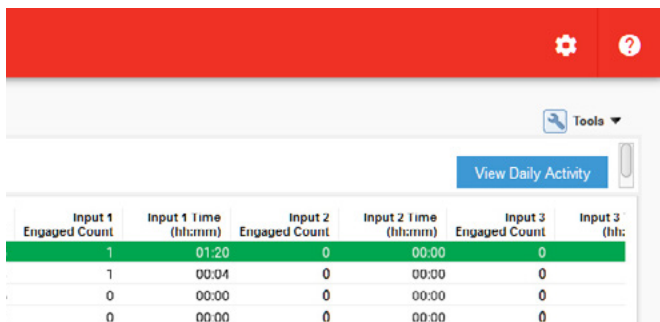 Tools
View Daily Activity
Input 1 Engaged Count Input 1 Time (hh:mm) Input 2 Engaged Count Input 2 Time (hh:mm) Input 3 Engaged Count Input 3 (hh:
1 01:20 0 00:00 0
1 00:04 0 00:00 0
0 00:00 0 00:00 0
0 00:00 0 00:00 0